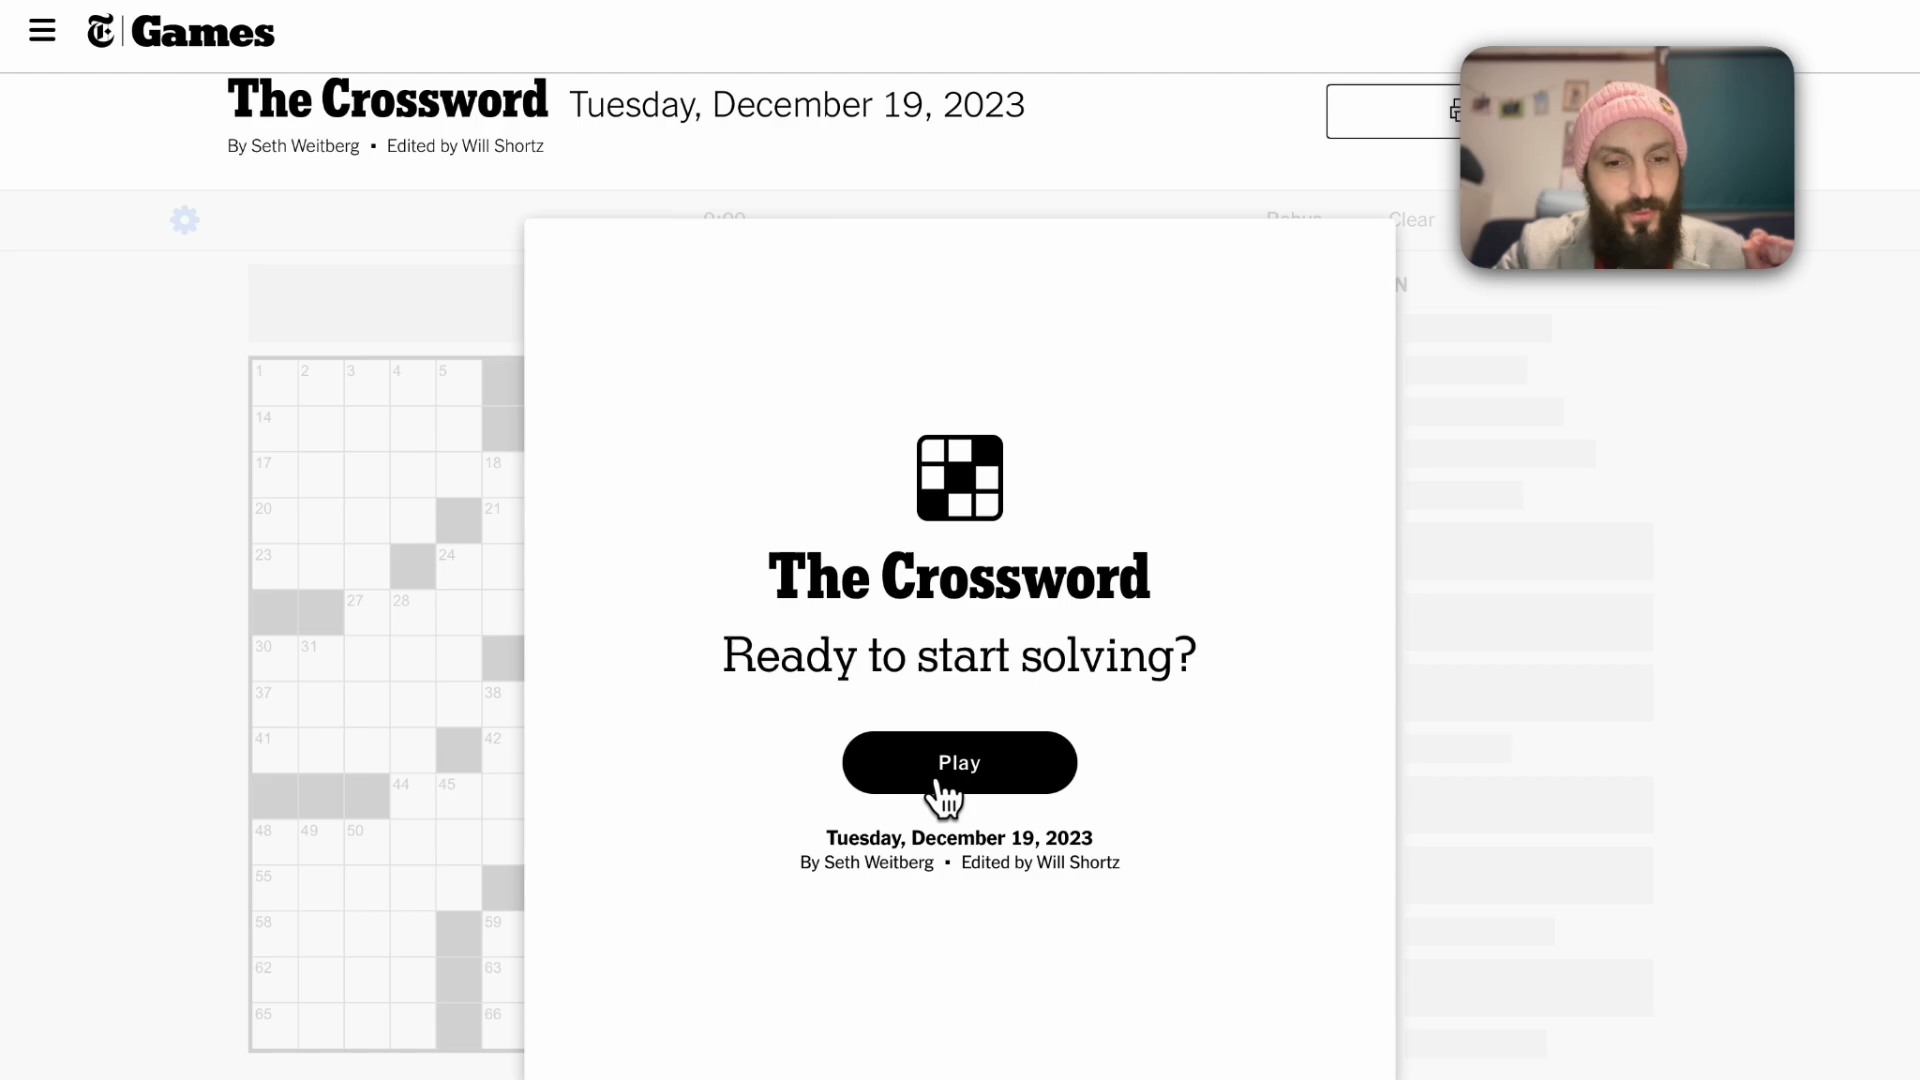 T Games
The Crossword Tuesday, December 19, 2023
By Seth Weitberg ▪ Edited by Will Shortz
0:00 Rebus Clear
N
1 2 3 4 5
14
17 18
20 21
23 24
27 28
30 31
37 38
41 42
44 45
48 49 50
55
58 59
62 63
65 66
The Crossword
Ready to start solving?
Play
Tuesday, December 19, 2023
By Seth Weitberg ▪ Edited by Will Shortz